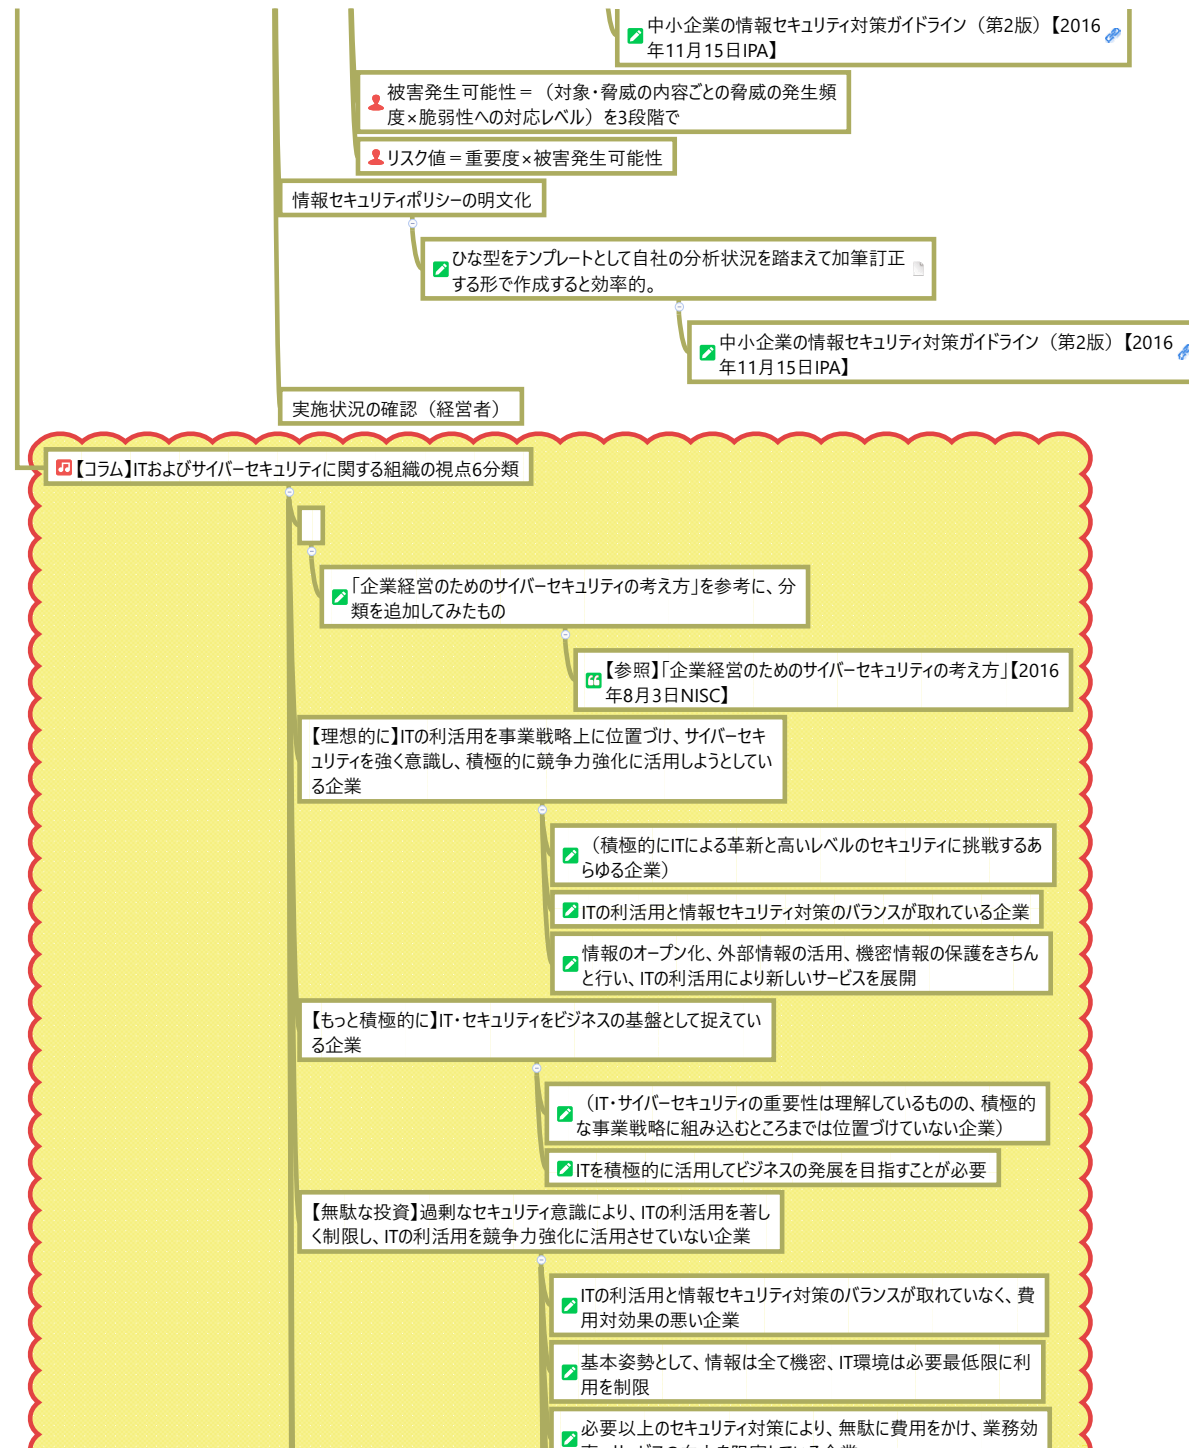 中小企業の情報セキュリティ対策ガイドライン（第2版）【2016
年11月15日IPA】
被害発生可能性＝（対象・脅威の内容ごとの脅威の発生頻
度×脆弱性への対応レベル）を3段階で
リスク値＝重要度×被害発生可能性
情報セキュリティポリシーの明文化
ひな型をテンプレートとして自社の分析状況を踏まえて加筆訂正
する形で作成すると効率的。
中小企業の情報セキュリティ対策ガイドライン（第2版）【2016
年11月15日IPA】
実施状況の確認（経営者）
【コラム】ITおよびサイバーセキュリティに関する組織の視点6分類
「企業経営のためのサイバーセキュリティの考え方」を参考に、分
類を追加してみたもの
【参照】「企業経営のためのサイバーセキュリティの考え方」【2016
年8月3日NISC】
【理想的に】ITの利活用を事業戦略上に位置づけ、サイバーセキ
ュリティを強く意識し、積極的に競争力強化に活用しようとしてい
る企業
（積極的にITによる革新と高いレベルのセキュリティに挑戦するあ
らゆる企業）
ITの利活用と情報セキュリティ対策のバランスが取れている企業
情報のオープン化、外部情報の活用、機密情報の保護をきちん
と行い、ITの利活用により新しいサービスを展開
【もっと積極的に】IT・セキュリティをビジネスの基盤として捉えてい
る企業
（IT・サイバーセキュリティの重要性は理解しているものの、積極的
な事業戦略に組み込むところまでは位置づけていない企業）
ITを積極的に活用してビジネスの発展を目指すことが必要
【無駄な投資】過剰なセキュリティ意識により、ITの利活用を著し
く制限し、ITの利活用を競争力強化に活用させていない企業
ITの利活用と情報セキュリティ対策のバランスが取れていなく、費
用対効果の悪い企業
基本姿勢として、情報は全て機密、IT環境は必要最低限に利
用を制限
必要以上のセキュリティ対策により、無駄に費用をかけ、業務効